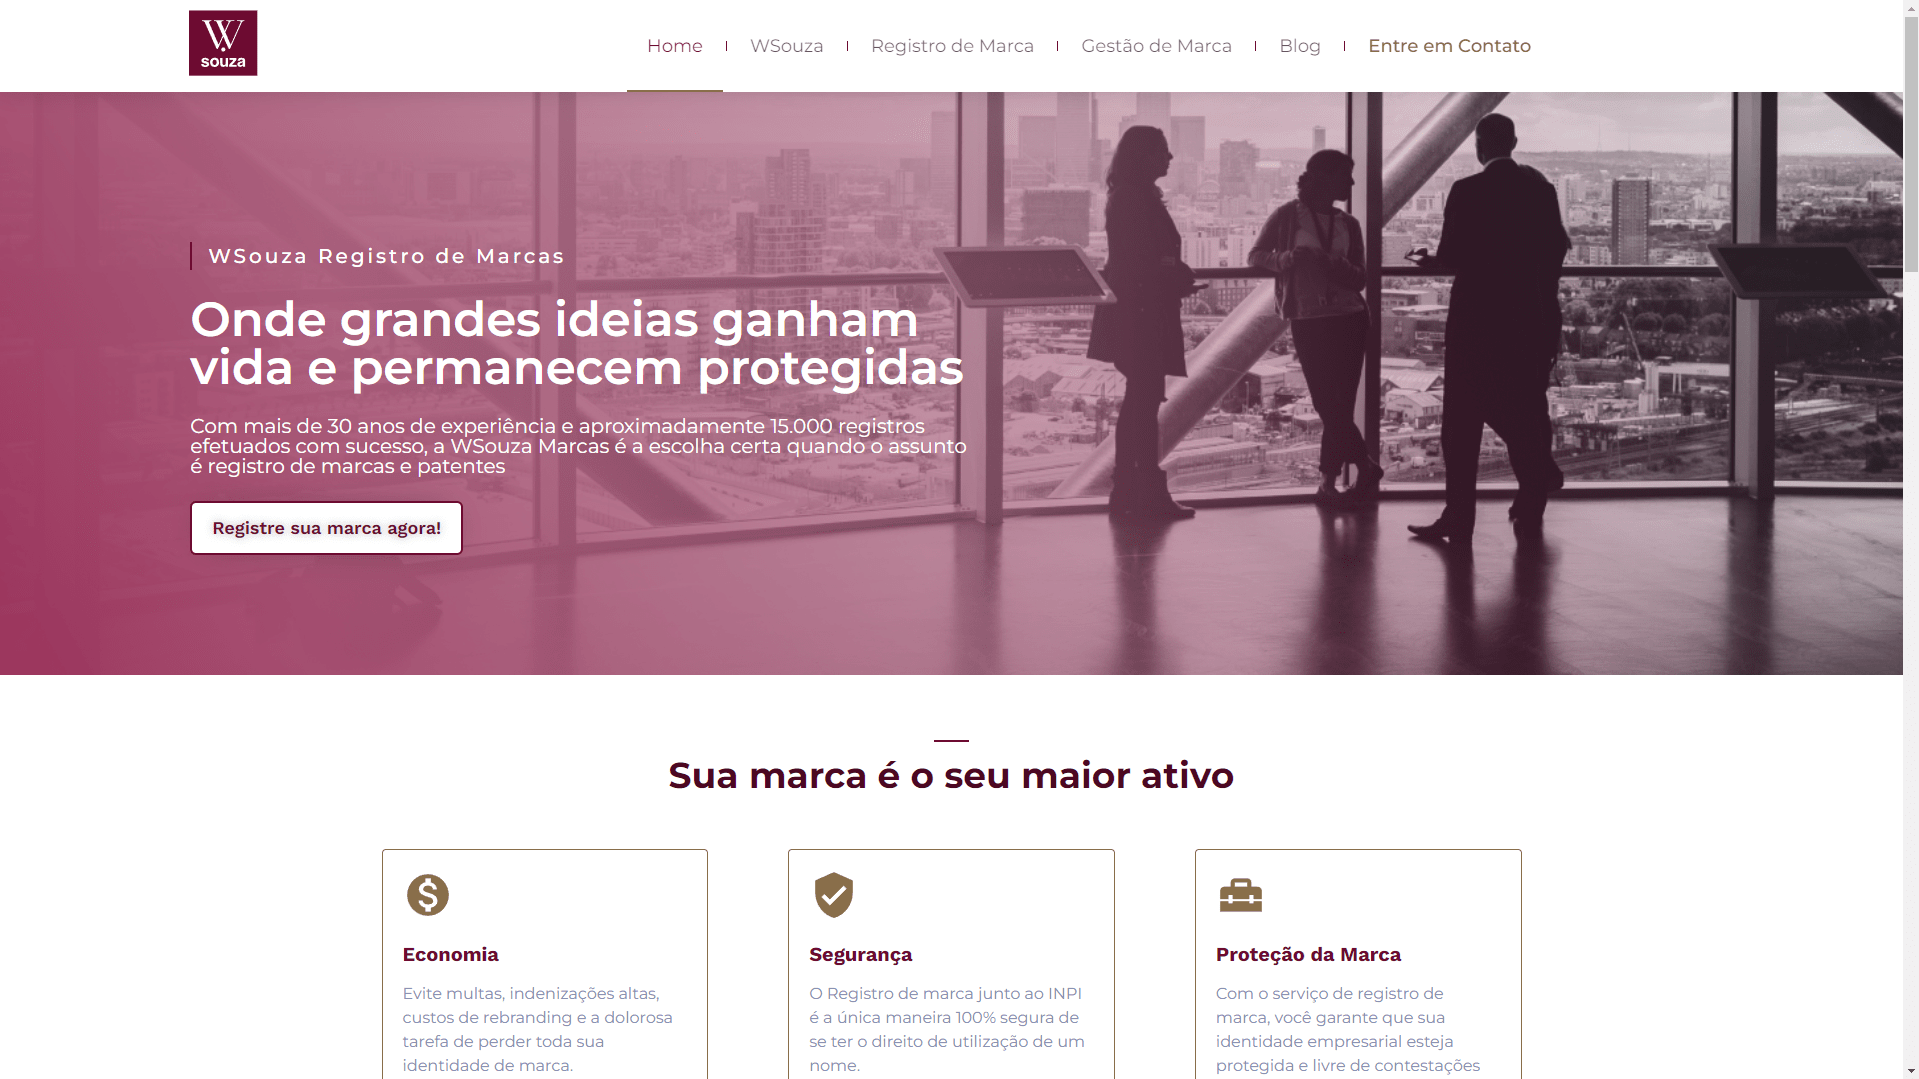 W
souza
Home
WSouza
Registro de Marca
Gestão de Marca
Blog
Entre em Contato
WSouza Registro de Marcas
Onde grandes ideias ganham
vida e permanecem protegidas
Com mais de 30 anos de experiência e aproximadamente 15.000 registros
efetuados com sucesso, a WSouza Marcas é a escolha certa quando o assunto
é registro de marcas e patentes
Registre sua marca agora!
Sua marca é o seu maior ativo
Economia
Evite multas, indenizações altas,
custos de rebranding e a dolorosa
tarefa de perder toda sua
identidade de marca.
Segurança
O Registro de marca junto ao INPI
é a única maneira 100% segura de
se ter o direito de utilização de um
nome.
Proteção da Marca
Com o serviço de registro de
marca, você garante que sua
identidade empresarial esteja
protegida e livre de contestações